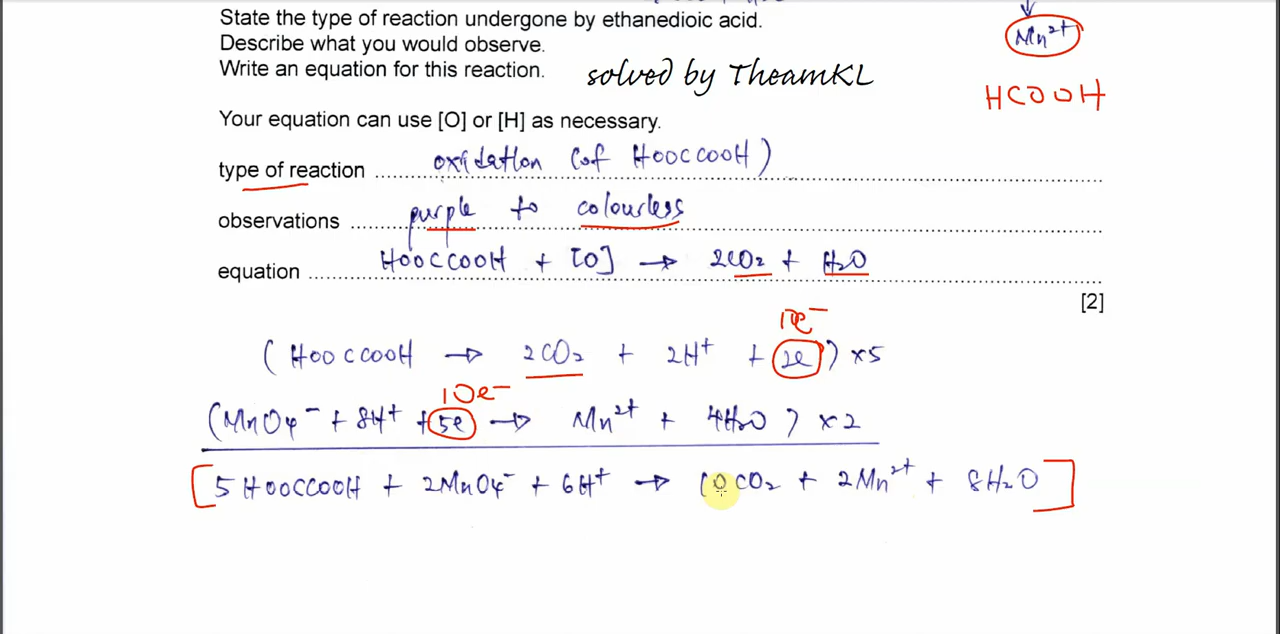 State the type of reaction undergone by ethanedioic acid.
Describe what you would observe.
Mn²⁺
Write an equation for this reaction. solved by TheamKL
HCOOH
Your equation can use [O] or [H] as necessary.
type of reaction oxidation (of HOOCCOOH)
observations purple to colourless
equation HOOCCOOH + [O] → 2CO₂ + H₂O
[2]
10e⁻
(HOOCCOOH → 2CO₂ + 2H⁺ + 2e) x5
10e⁻
(MnO₄⁻ + 8H⁺ + 5e → Mn²⁺ + 4H₂O) x2
[5HOOCCOOH + 2MnO₄⁻ + 6H⁺ → 10CO₂ + 2Mn²⁺ + 8H₂O]